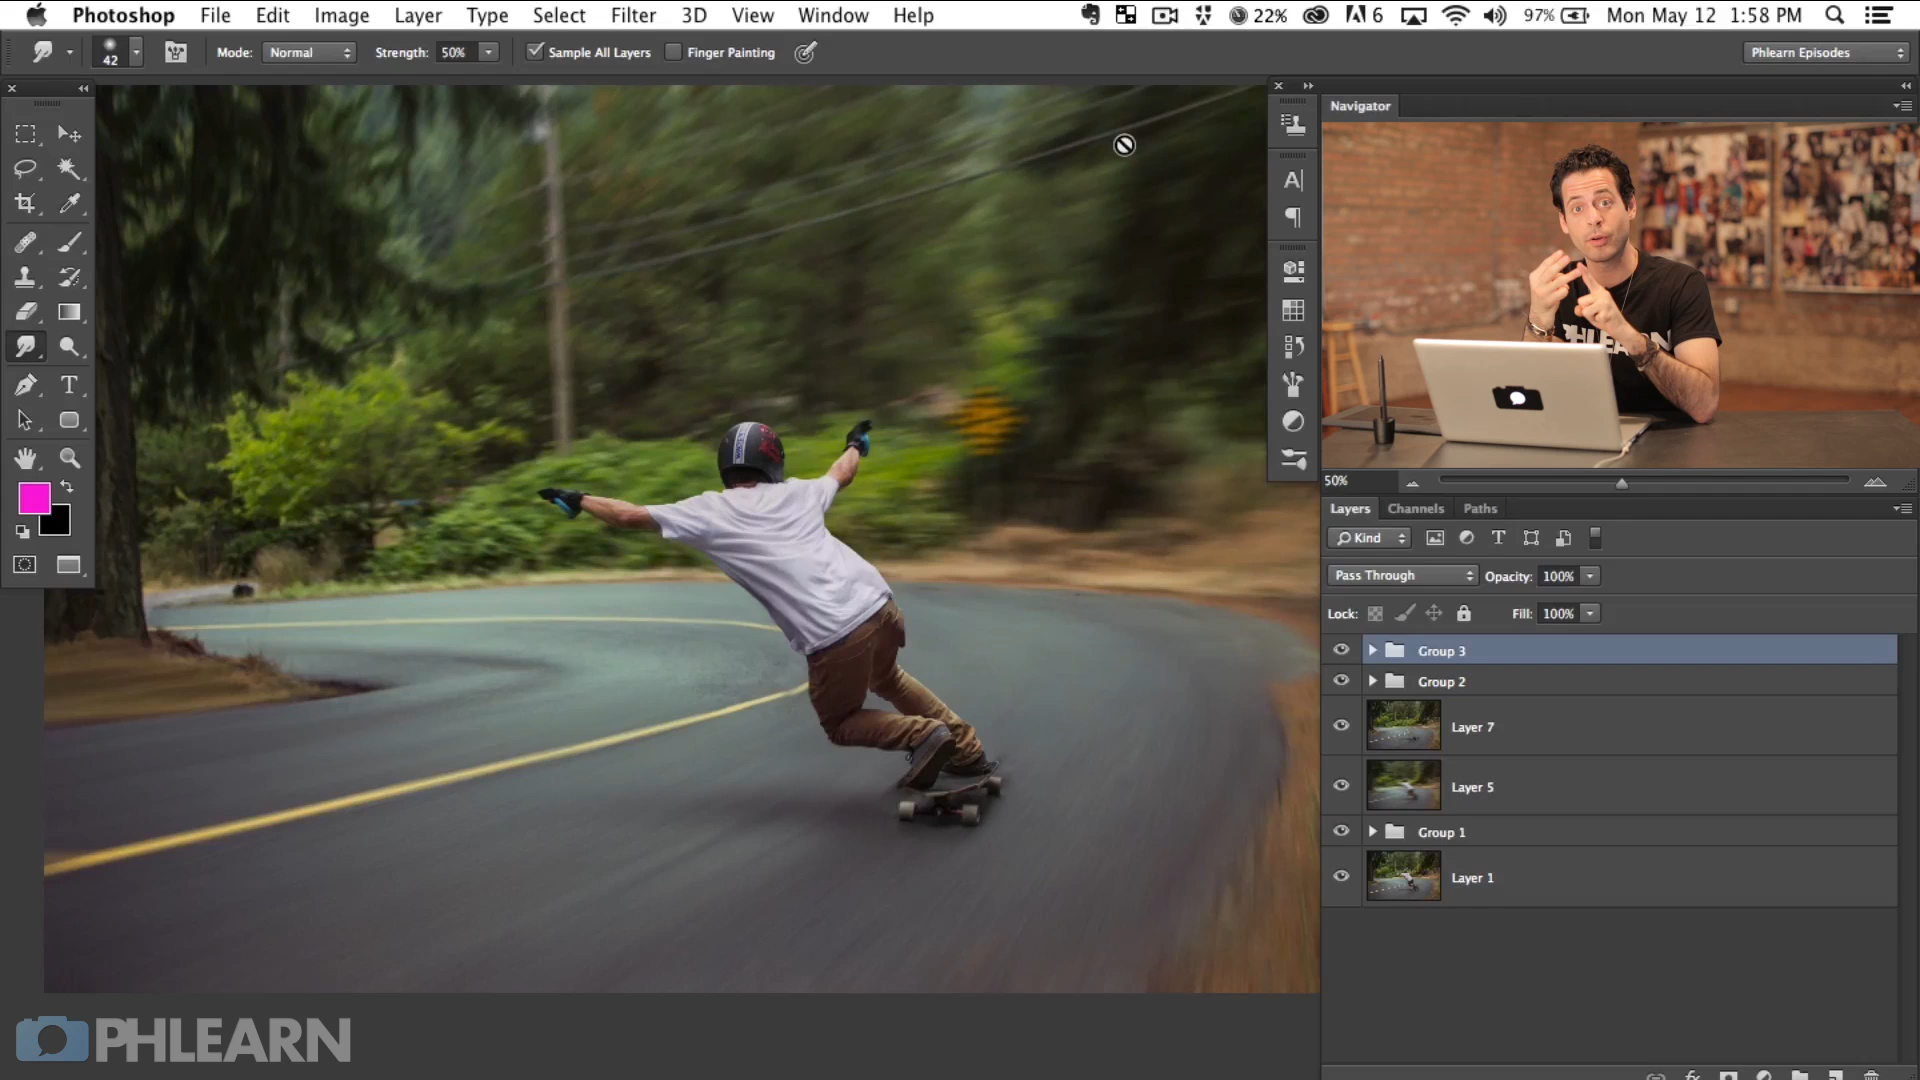 Photoshop File Edit Image Layer Type Select Filter 3D View Window Help 22% 6 97% Mon May 12 1:58 PM
42 Mode: Normal Strength: 50% Sample All Layers Finger Painting Phlearn Episodes
Navigator
PHLEARN
50%
Layers Channels Paths
Kind
Pass Through Opacity: 100%
Lock: Fill: 100%
Group 3
Group 2
Layer 7
Layer 5
Group 1
Layer 1
PHLEARN